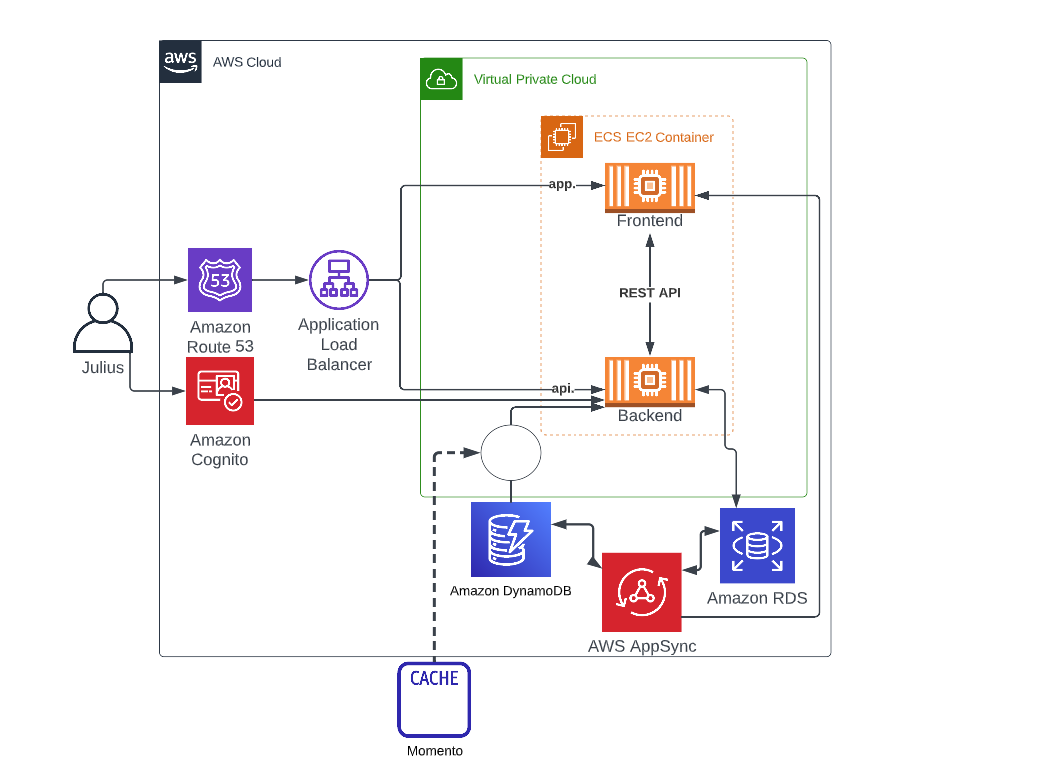 aws
AWS Cloud
Virtual Private Cloud
ECS EC2 Container
app.
Frontend
REST API
53
Amazon
Route 53
Application
Load
Balancer
Julius
api.
Backend
Amazon
Cognito
Amazon DynamoDB
Amazon RDS
AWS AppSync
CACHE
Momento